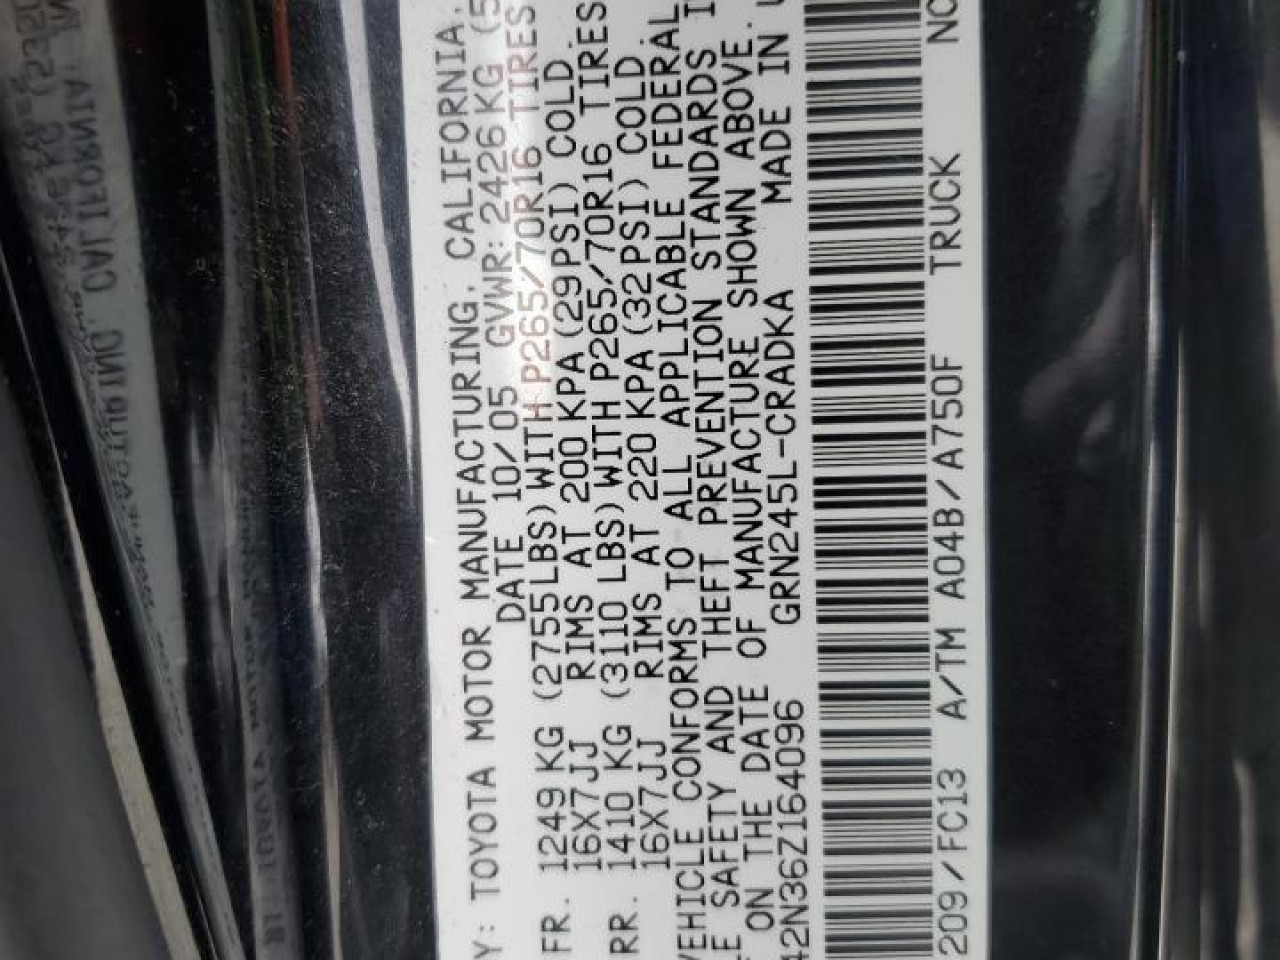 Y: TOYOTA MOTOR MANUFACTURING, CALIFORNIA.
DATE 10/05 GVWR: 2426 KG (5
FR. 1249 KG (2755LBS) WITH P265/70R16 TIRES
16X7JJ RIMS AT 200 KPA (29PSI) COLD.
RR. 1410 KG (3110 LBS) WITH P265/70R16 TIRES
16X7JJ RIMS AT 220 KPA (32PSI) COLD.
VEHICLE CONFORMS TO ALL APPLICABLE FEDERAL
LE SAFETY AND THEFT PREVENTION STANDARDS I
ON THE DATE OF MANUFACTURE SHOWN ABOVE.
42N36Z164096 GRN245L-CRADKA MADE IN
209/FC13 A/TM A04B/A750F TRUCK NO